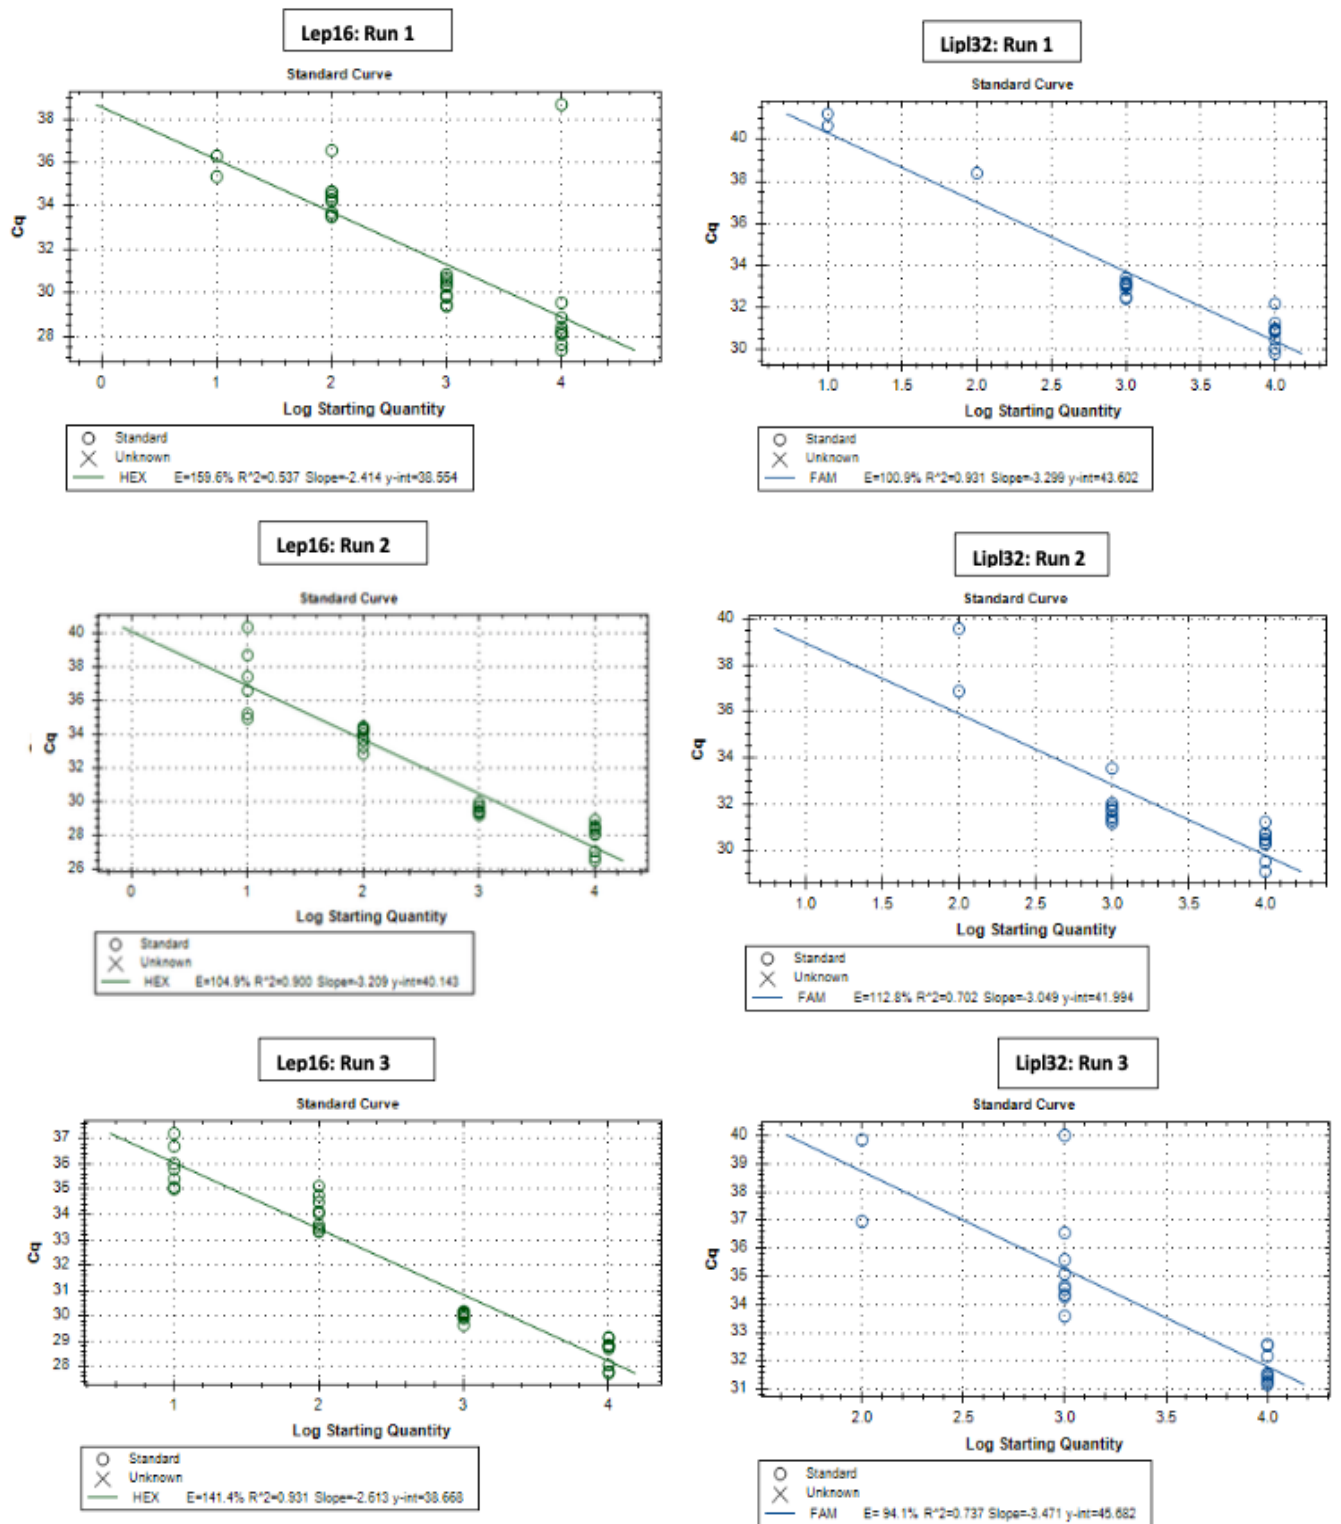 Lep16: Run 1
Standard Curve
38
36
34
32
30
28
Cq
0 1 2 3 4
Log Starting Quantity
Standard
Unknown
HEX E=159.6% R^2=0.537 Slope=-2.414 y-int=38.554
Lipl32: Run 1
Standard Curve
40
38
36
34
32
30
Cq
1.0 1.5 2.0 2.5 3.0 3.5 4.0
Log Starting Quantity
Standard
Unknown
FAM E=100.9% R^2=0.931 Slope=-3.299 y-int=43.602
Lep16: Run 2
Standard Curve
40
38
36
34
32
30
28
26
Cq
0 1 2 3 4
Log Starting Quantity
Standard
Unknown
HEX E=104.9% R^2=0.900 Slope=-3.209 y-int=40.143
Lipl32: Run 2
Standard Curve
40
38
36
34
32
30
Cq
1.0 1.5 2.0 2.5 3.0 3.5 4.0
Log Starting Quantity
Standard
Unknown
FAM E=112.8% R^2=0.702 Slope=-3.049 y-int=41.994
Lep16: Run 3
Standard Curve
37
36
35
34
33
32
31
30
29
28
Cq
1 2 3 4
Log Starting Quantity
Standard
Unknown
HEX E=141.4% R^2=0.931 Slope=-2.613 y-int=38.668
Lipl32: Run 3
Standard Curve
40
39
38
37
36
35
34
33
32
31
Cq
2.0 2.5 3.0 3.5 4.0
Log Starting Quantity
Standard
Unknown
FAM E= 94.1% R^2=0.737 Slope=-3.471 y-int=45.682